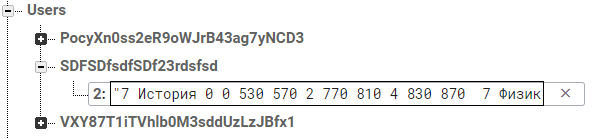 Users
PocyXn0ss2eR9oWJrB43ag7yNCD3
SDFSDfsdfSDf23rdsfsd
2: "7 История 0 0 530 570 2 770 810 4 830 870  7 Физик
VXY87T1iTVhlb0M3sddUzLzJBfx1